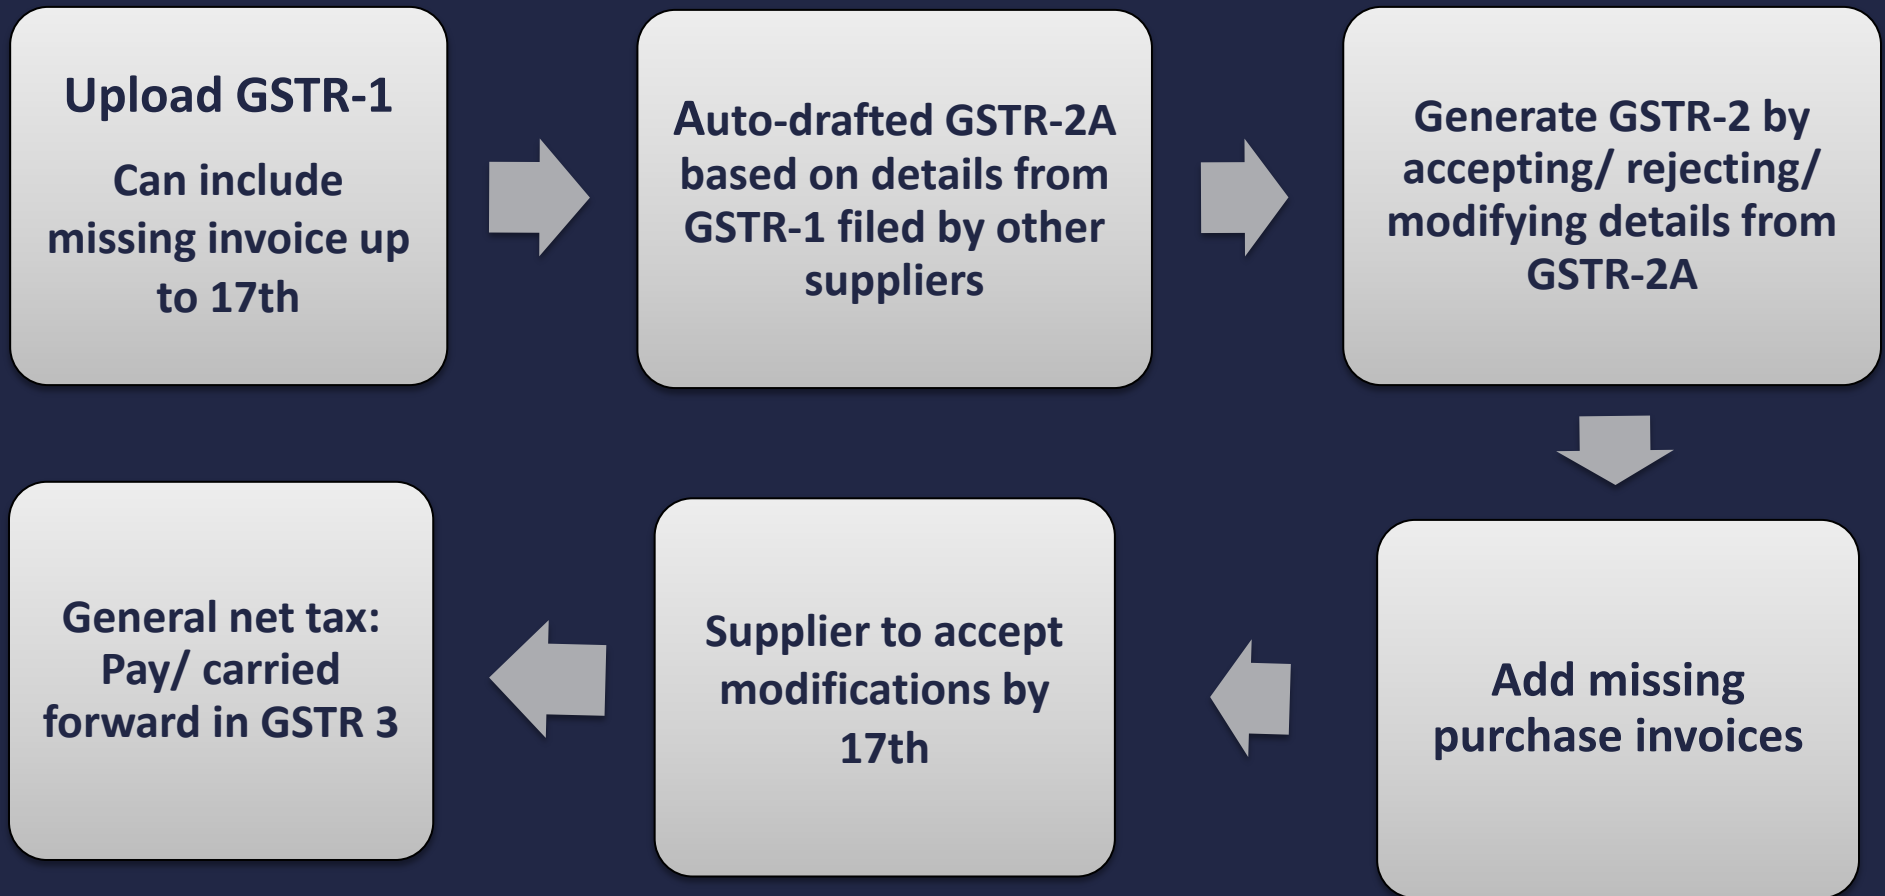 Upload GSTR-1
Can include
missing invoice up
to 17th
Auto-drafted GSTR-2A
based on details from
GSTR-1 filed by other
suppliers
Generate GSTR-2 by
accepting/ rejecting/
modifying details from
GSTR-2A
Add missing
purchase invoices
Supplier to accept
modifications by
17th
General net tax:
Pay/ carried
forward in GSTR 3